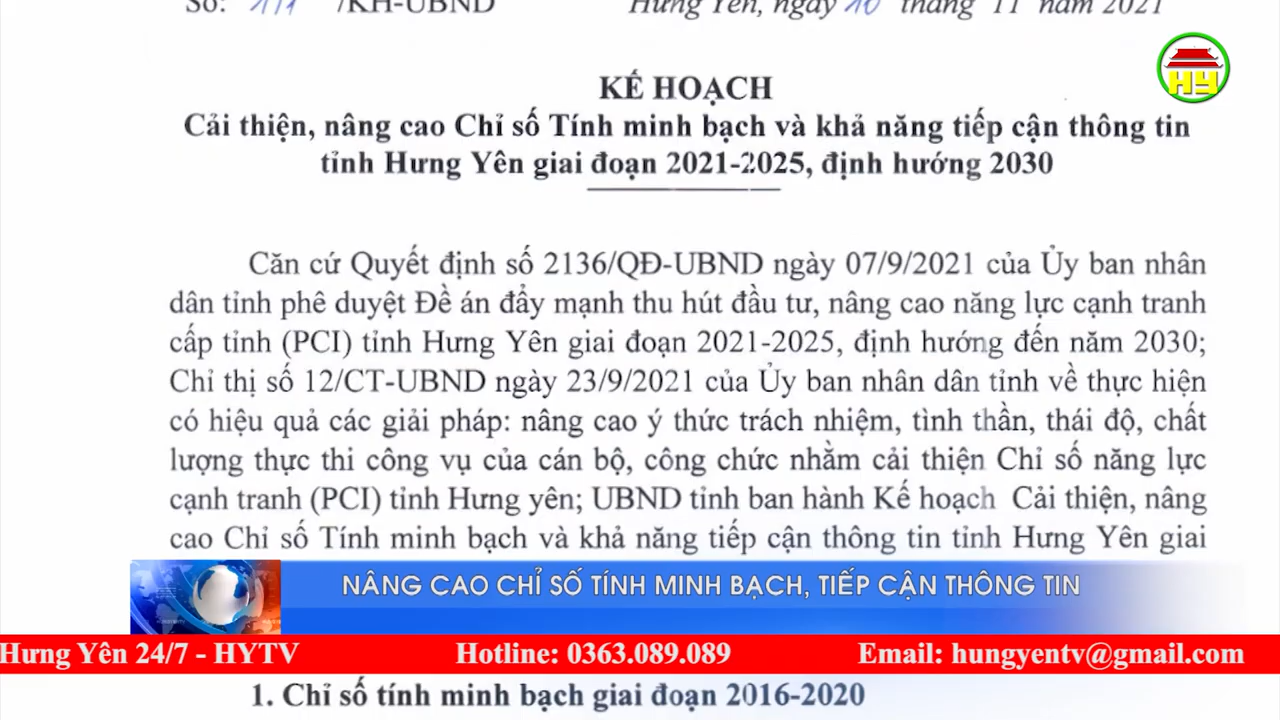 Số: /KH-UBND Hưng Yên, ngày 10 tháng 11 năm 2021
HY
KẾ HOẠCH
Cải thiện, nâng cao Chỉ số Tính minh bạch và khả năng tiếp cận thông tin
tỉnh Hưng Yên giai đoạn 2021-2025, định hướng 2030
Căn cứ Quyết định số 2136/QĐ-UBND ngày 07/9/2021 của Ủy ban nhân
dân tỉnh phê duyệt Đề án đẩy mạnh thu hút đầu tư, nâng cao năng lực cạnh tranh
cấp tỉnh (PCI) tỉnh Hưng Yên giai đoạn 2021-2025, định hướng đến năm 2030;
Chỉ thị số 12/CT-UBND ngày 23/9/2021 của Ủy ban nhân dân tỉnh về thực hiện
có hiệu quả các giải pháp: nâng cao ý thức trách nhiệm, tình thần, thái độ, chất
lượng thực thi công vụ của cán bộ, công chức nhằm cải thiện Chỉ số năng lực
cạnh tranh (PCI) tỉnh Hưng yên; UBND tỉnh ban hành Kế hoạch Cải thiện, nâng
cao Chỉ số Tính minh bạch và khả năng tiếp cận thông tin tỉnh Hưng Yên giai
NÂNG CAO CHỈ SỐ TÍNH MINH BẠCH, TIẾP CẬN THÔNG TIN
Hưng Yên 24/7 - HYTV Hotline: 0363.089.089 Email: hungyentv@gmail.com
1. Chỉ số tính minh bạch giai đoạn 2016-2020